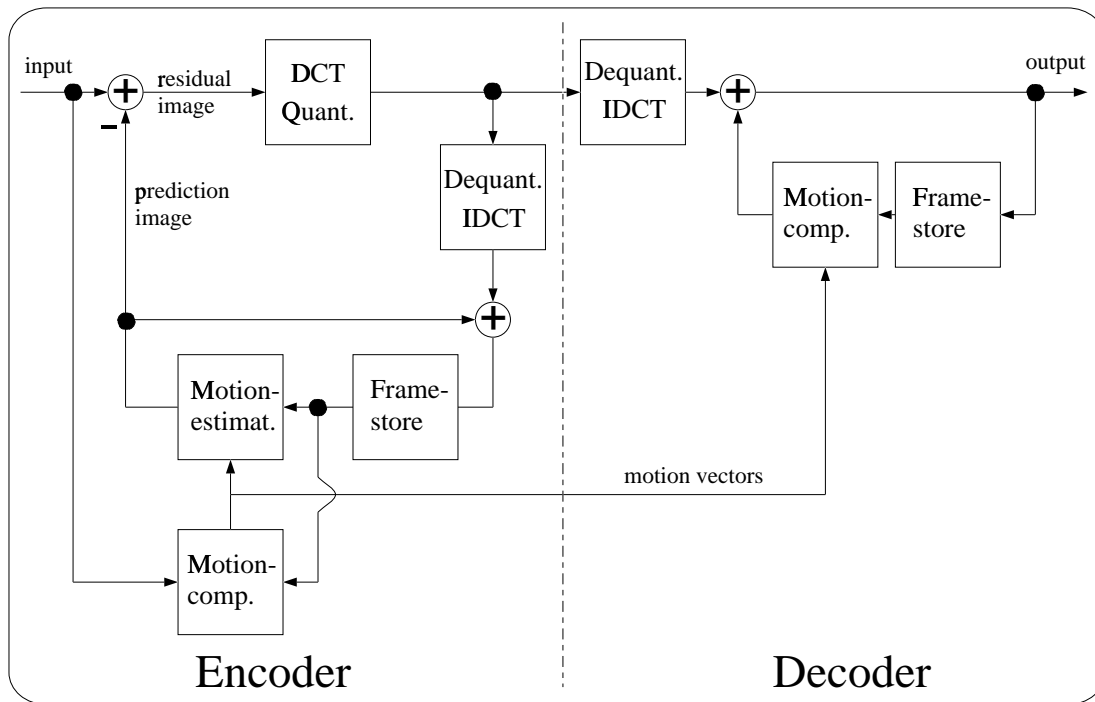 input
residual
image
DCT
Quant.
Dequant.
IDCT
output
+
+
−
prediction
image
Dequant.
IDCT
Motion-
comp.
Frame-
store
+
Motion-
estimat.
Frame-
store
motion vectors
Motion-
comp.
Encoder
Decoder